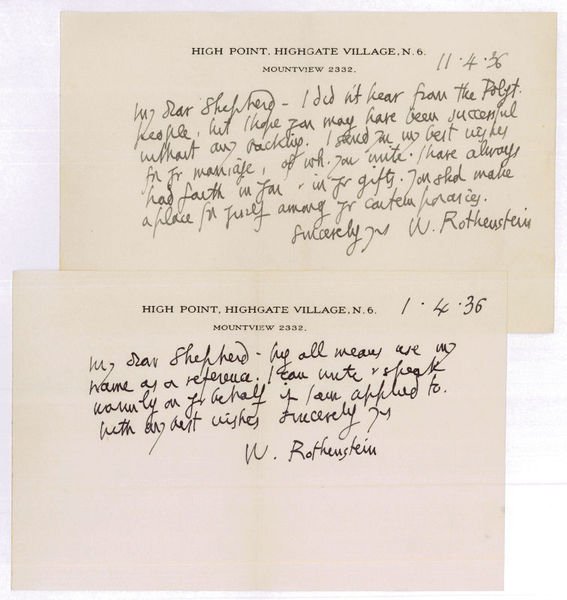 HIGH POINT, HIGHGATE VILLAGE, N. 6.
MOUNTVIEW 2332.
11 · 4 · 36
My dear Shepherd – I did n't hear from the Polyt.
people, but I hope you may have been successful
without any backing. I send you my best wishes
for yr marriage, of wh. you write. I have always
had faith in you & in yr gifts. You shd make
a place for yrself among yr contemporaries.
Sincerely yrs W. Rothenstein
HIGH POINT, HIGHGATE VILLAGE, N. 6.
MOUNTVIEW 2332.
1 · 4 · 36
My dear Shepherd – by all means use my
name as a reference. I can write & speak
warmly on yr behalf if I am applied to.
With my best wishes Sincerely yrs
W. Rothenstein